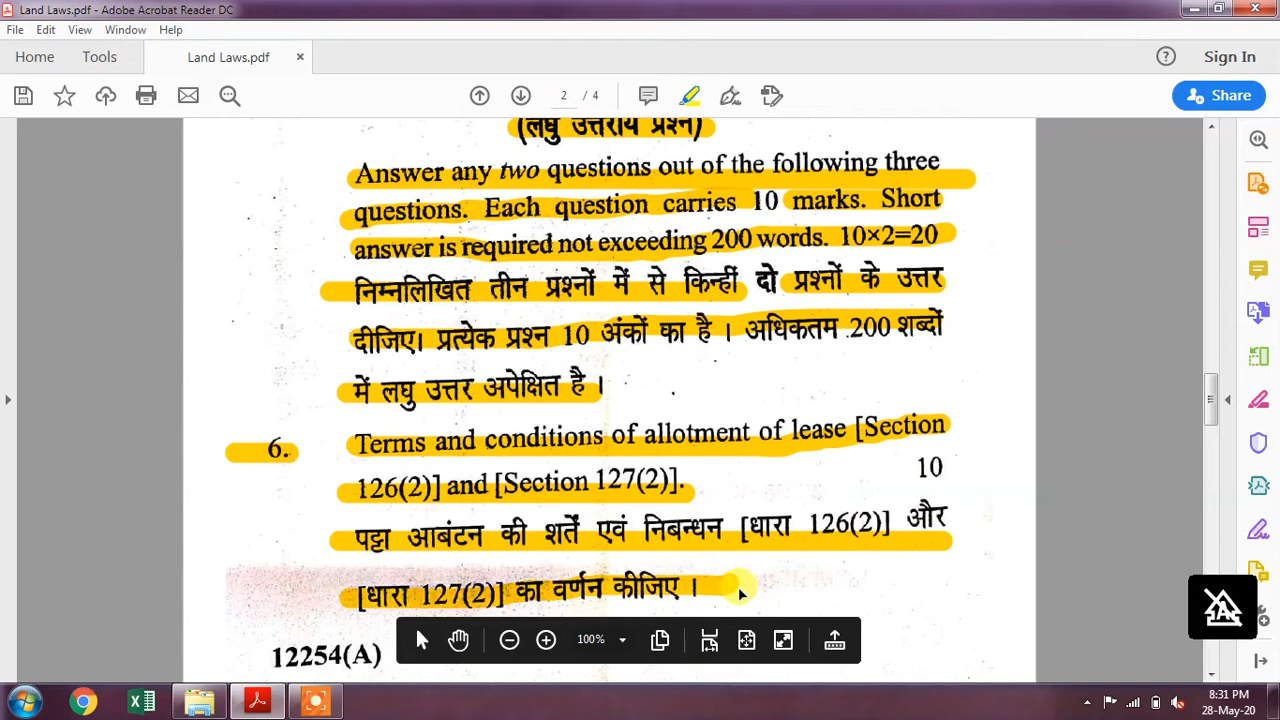 Land Laws.pdf - Adobe Acrobat Reader DC
File Edit View Window Help
Home Tools Land Laws.pdf × Sign In
2 / 4 Share
(लघु उत्तरीय प्रश्न)
Answer any two questions out of the following three
questions. Each question carries 10 marks. Short
answer is required not exceeding 200 words. 10×2=20
निम्नलिखित तीन प्रश्नों में से किन्हीं दो प्रश्नों के उत्तर
दीजिए। प्रत्येक प्रश्न 10 अंकों का है । अधिकतम 200 शब्दों
में लघु उत्तर अपेक्षित है ।
6. Terms and conditions of allotment of lease [Section
126(2)] and [Section 127(2)]. 10
पट्टा आबंटन की शर्तें एवं निबन्धन [धारा 126(2)] और
[धारा 127(2)] का वर्णन कीजिए ।
12254(A)
100%
8:31 PM
28-May-20